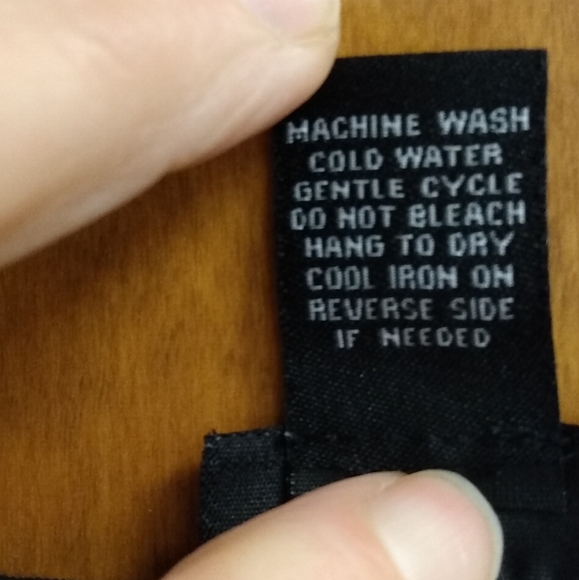 MACHINE WASH
COLD WATER
GENTLE CYCLE
DO NOT BLEACH
HANG TO DRY
COOL IRON ON
REVERSE SIDE
IF NEEDED